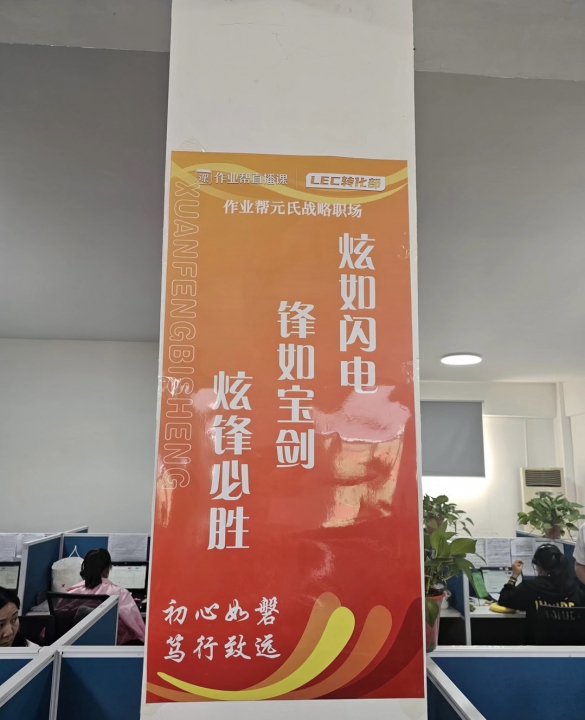 作业帮直播课
LEC转化部
作业帮元氏战略职场
XUANFENGBISHENG
炫如闪电
锋如宝剑
炫锋必胜
初心如磐
笃行致远